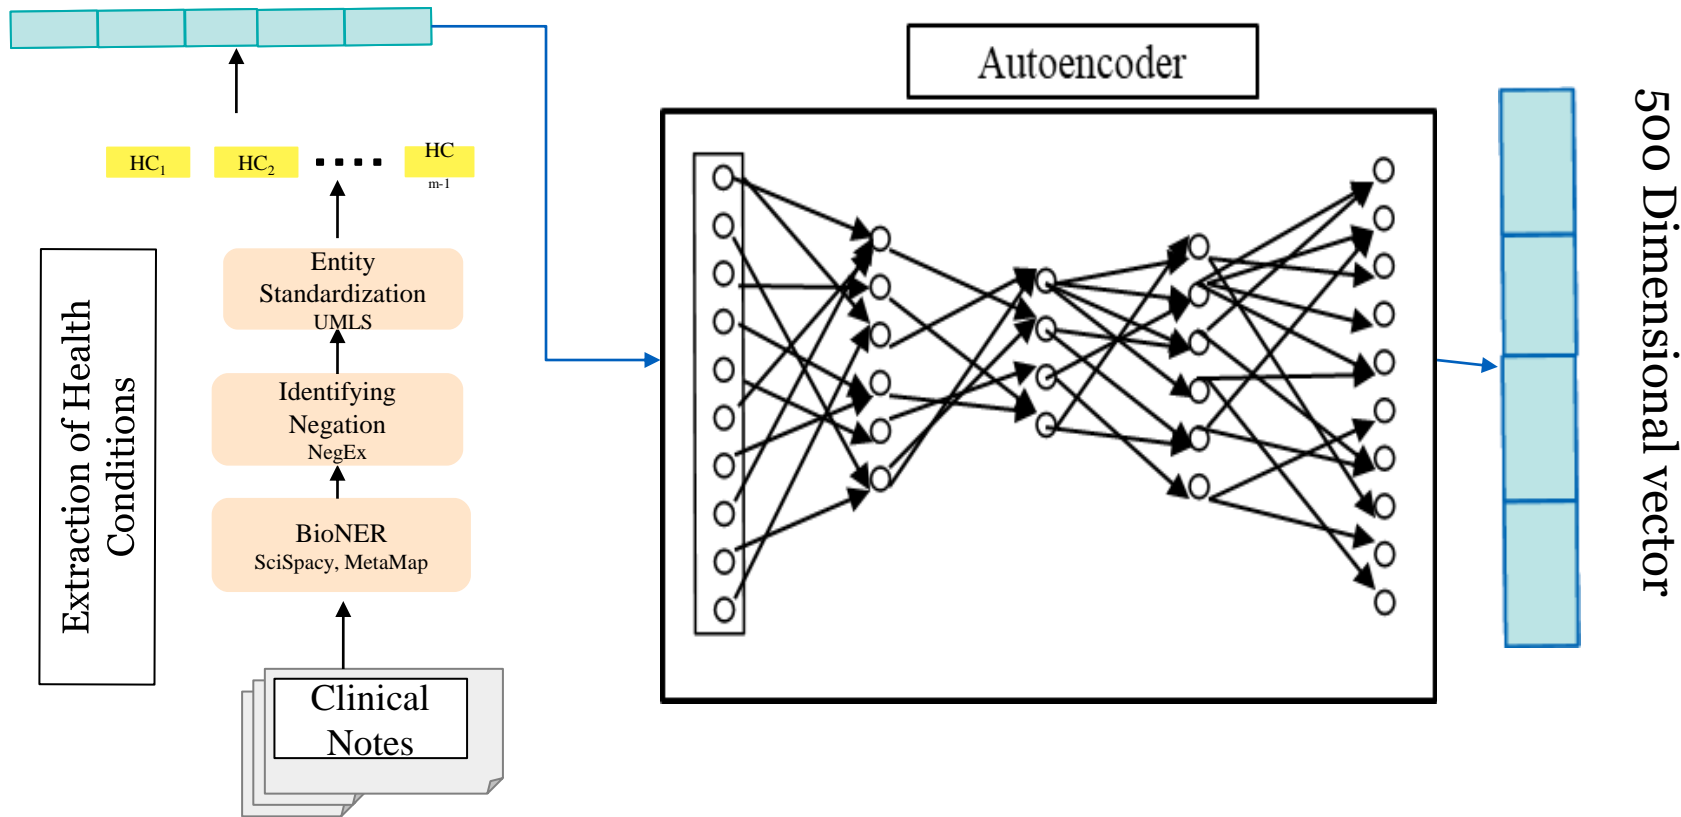 Autoencoder
HC1
HC2
HC
m-1
Entity
Standardization
UMLS
Identifying
Negation
NegEx
BioNER
SciSpacy, MetaMap
Clinical
Notes
Extraction of Health
Conditions
500 Dimensional vector